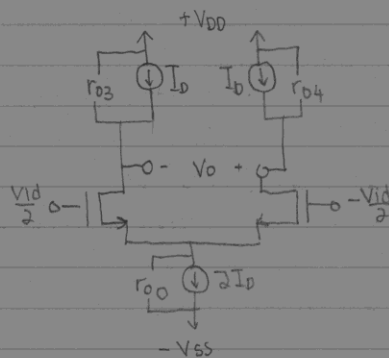 +VDD
ro3 ID ID ro4
- Vo +
Vid/2 -Vid/2
roo 2ID
-VSS